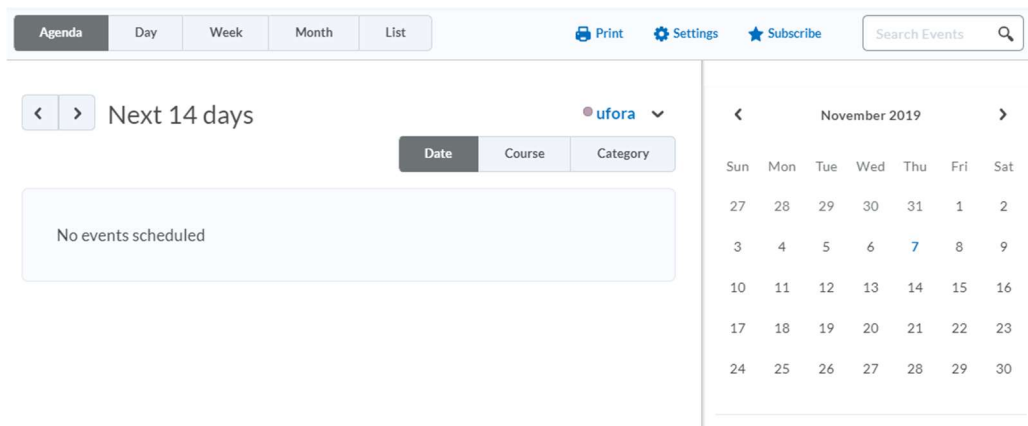 Agenda Day Week Month List Print Settings Subscribe Search Events
Next 14 days ufora
Date Course Category
No events scheduled
November 2019
Sun Mon Tue Wed Thu Fri Sat
27 28 29 30 31 1 2
3 4 5 6 7 8 9
10 11 12 13 14 15 16
17 18 19 20 21 22 23
24 25 26 27 28 29 30